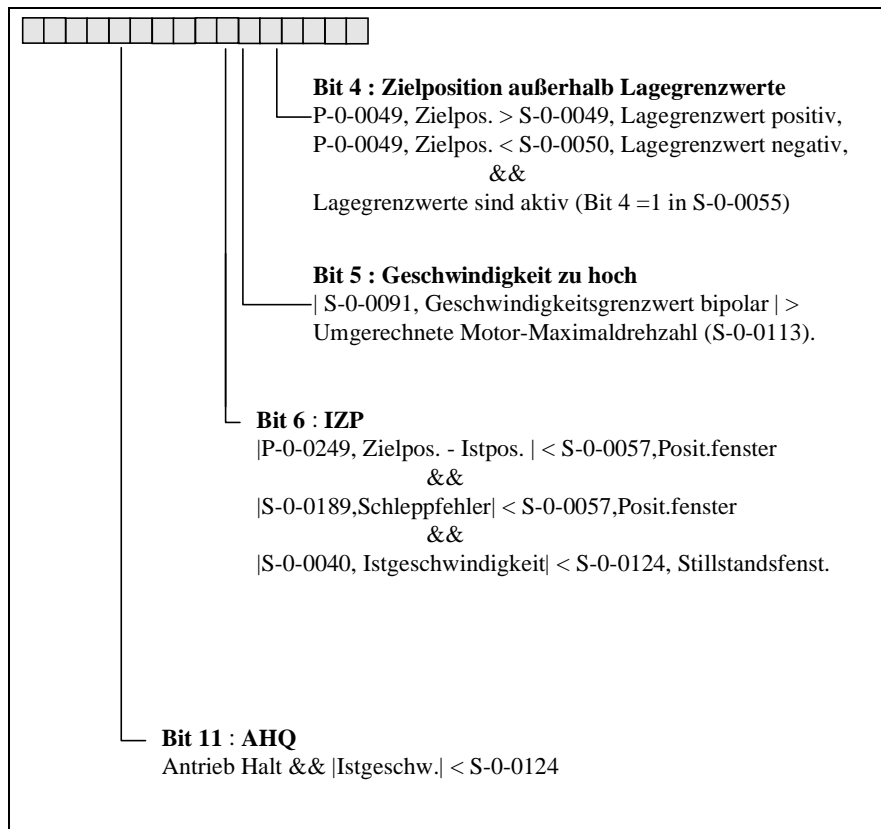 Bit 4 : Zielposition außerhalb Lagegrenzwerte
P-0-0049, Zielpos. > S-0-0049, Lagegrenzwert positiv,
P-0-0049, Zielpos. < S-0-0050, Lagegrenzwert negativ,
&&
Lagegrenzwerte sind aktiv (Bit 4 =1 in S-0-0055)
Bit 5 : Geschwindigkeit zu hoch
| S-0-0091, Geschwindigkeitsgrenzwert bipolar | >
Umgerechnete Motor-Maximaldrehzahl (S-0-0113).
Bit 6 : IZP
|P-0-0249, Zielpos. - Istpos. | < S-0-0057,Posit.fenster
&&
|S-0-0189,Schleppfehler| < S-0-0057,Posit.fenster
&&
|S-0-0040, Istgeschwindigkeit| < S-0-0124, Stillstandsfenst.
Bit 11 : AHQ
Antrieb Halt && |Istgeschw.| < S-0-0124